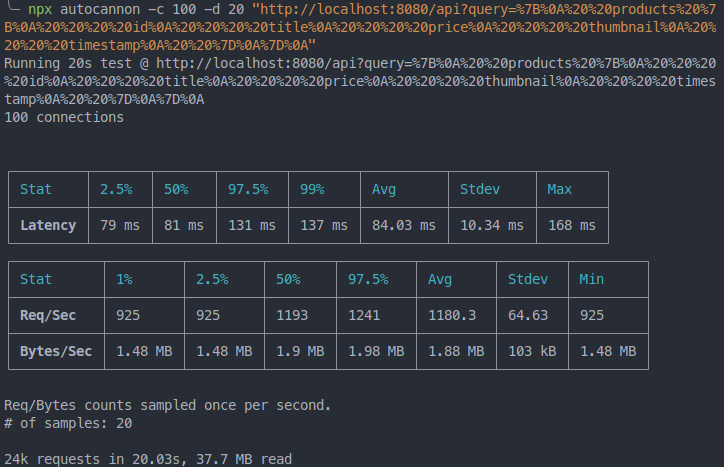 ╰─ npx autocannon -c 100 -d 20 "http://localhost:8080/api?query=%7B%0A%20%20products%20%7
B%0A%20%20%20%20id%0A%20%20%20%20title%0A%20%20%20%20price%0A%20%20%20%20thumbnail%0A%20%
20%20%20timestamp%0A%20%20%7D%0A%7D%0A"
Running 20s test @ http://localhost:8080/api?query=%7B%0A%20%20products%20%7B%0A%20%20%20
%20id%0A%20%20%20%20title%0A%20%20%20%20price%0A%20%20%20%20thumbnail%0A%20%20%20%20times
tamp%0A%20%20%7D%0A%7D%0A
100 connections
Stat 2.5% 50% 97.5% 99% Avg Stdev Max
Latency 79 ms 81 ms 131 ms 137 ms 84.03 ms 10.34 ms 168 ms
Stat 1% 2.5% 50% 97.5% Avg Stdev Min
Req/Sec 925 925 1193 1241 1180.3 64.63 925
Bytes/Sec 1.48 MB 1.48 MB 1.9 MB 1.98 MB 1.88 MB 103 kB 1.48 MB
Req/Bytes counts sampled once per second.
# of samples: 20
24k requests in 20.03s, 37.7 MB read